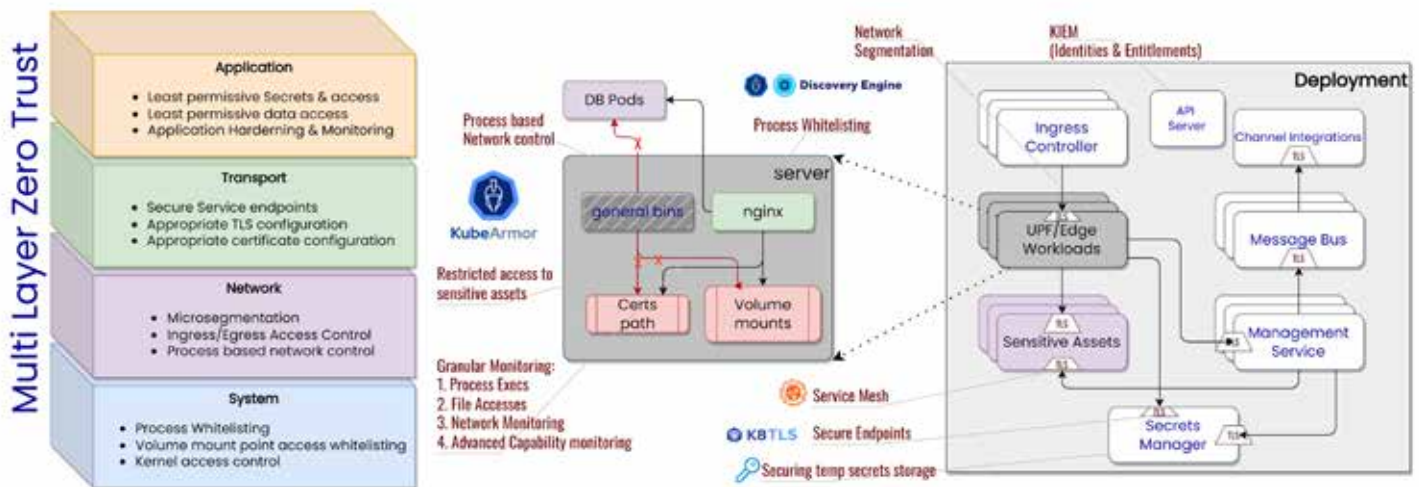 Multi Layer Zero Trust
Application
• Least permissive Secrets & access
• Least permissive data access
• Application Harderning & Monitoring
Transport
• Secure Service endpoints
• Appropriate TLS configuration
• Appropriate certificate configuration
Network
• Microsegmentation
• Ingress/Egress Access Control
• Process based network control
System
• Process Whitelisting
• Volume mount point access whitelisting
• Kernel access control
KubeArmor
Process based
Network control
DB Pods
Discovery Engine
Process Whitelisting
server
general bins
nginx
Restricted access to
sensitive assets
Certs
path
Volume
mounts
Granular Monitoring:
1. Process Execs
2. File Accesses
3. Network Monitoring
4. Advanced Capability monitoring
Network
Segmentation
KIEM
(Identities & Entitlements)
Deployment
Ingress
Controller
API
Server
Channel Integrations
TLS
UPF/Edge
Workloads
Message Bus
TLS
TLS
Sensitive Assets
TLS
TLS
Management
Service
Service Mesh
K8TLS
Secure Endpoints
TLS
Secrets
Manager
TLS
Securing temp secrets storage